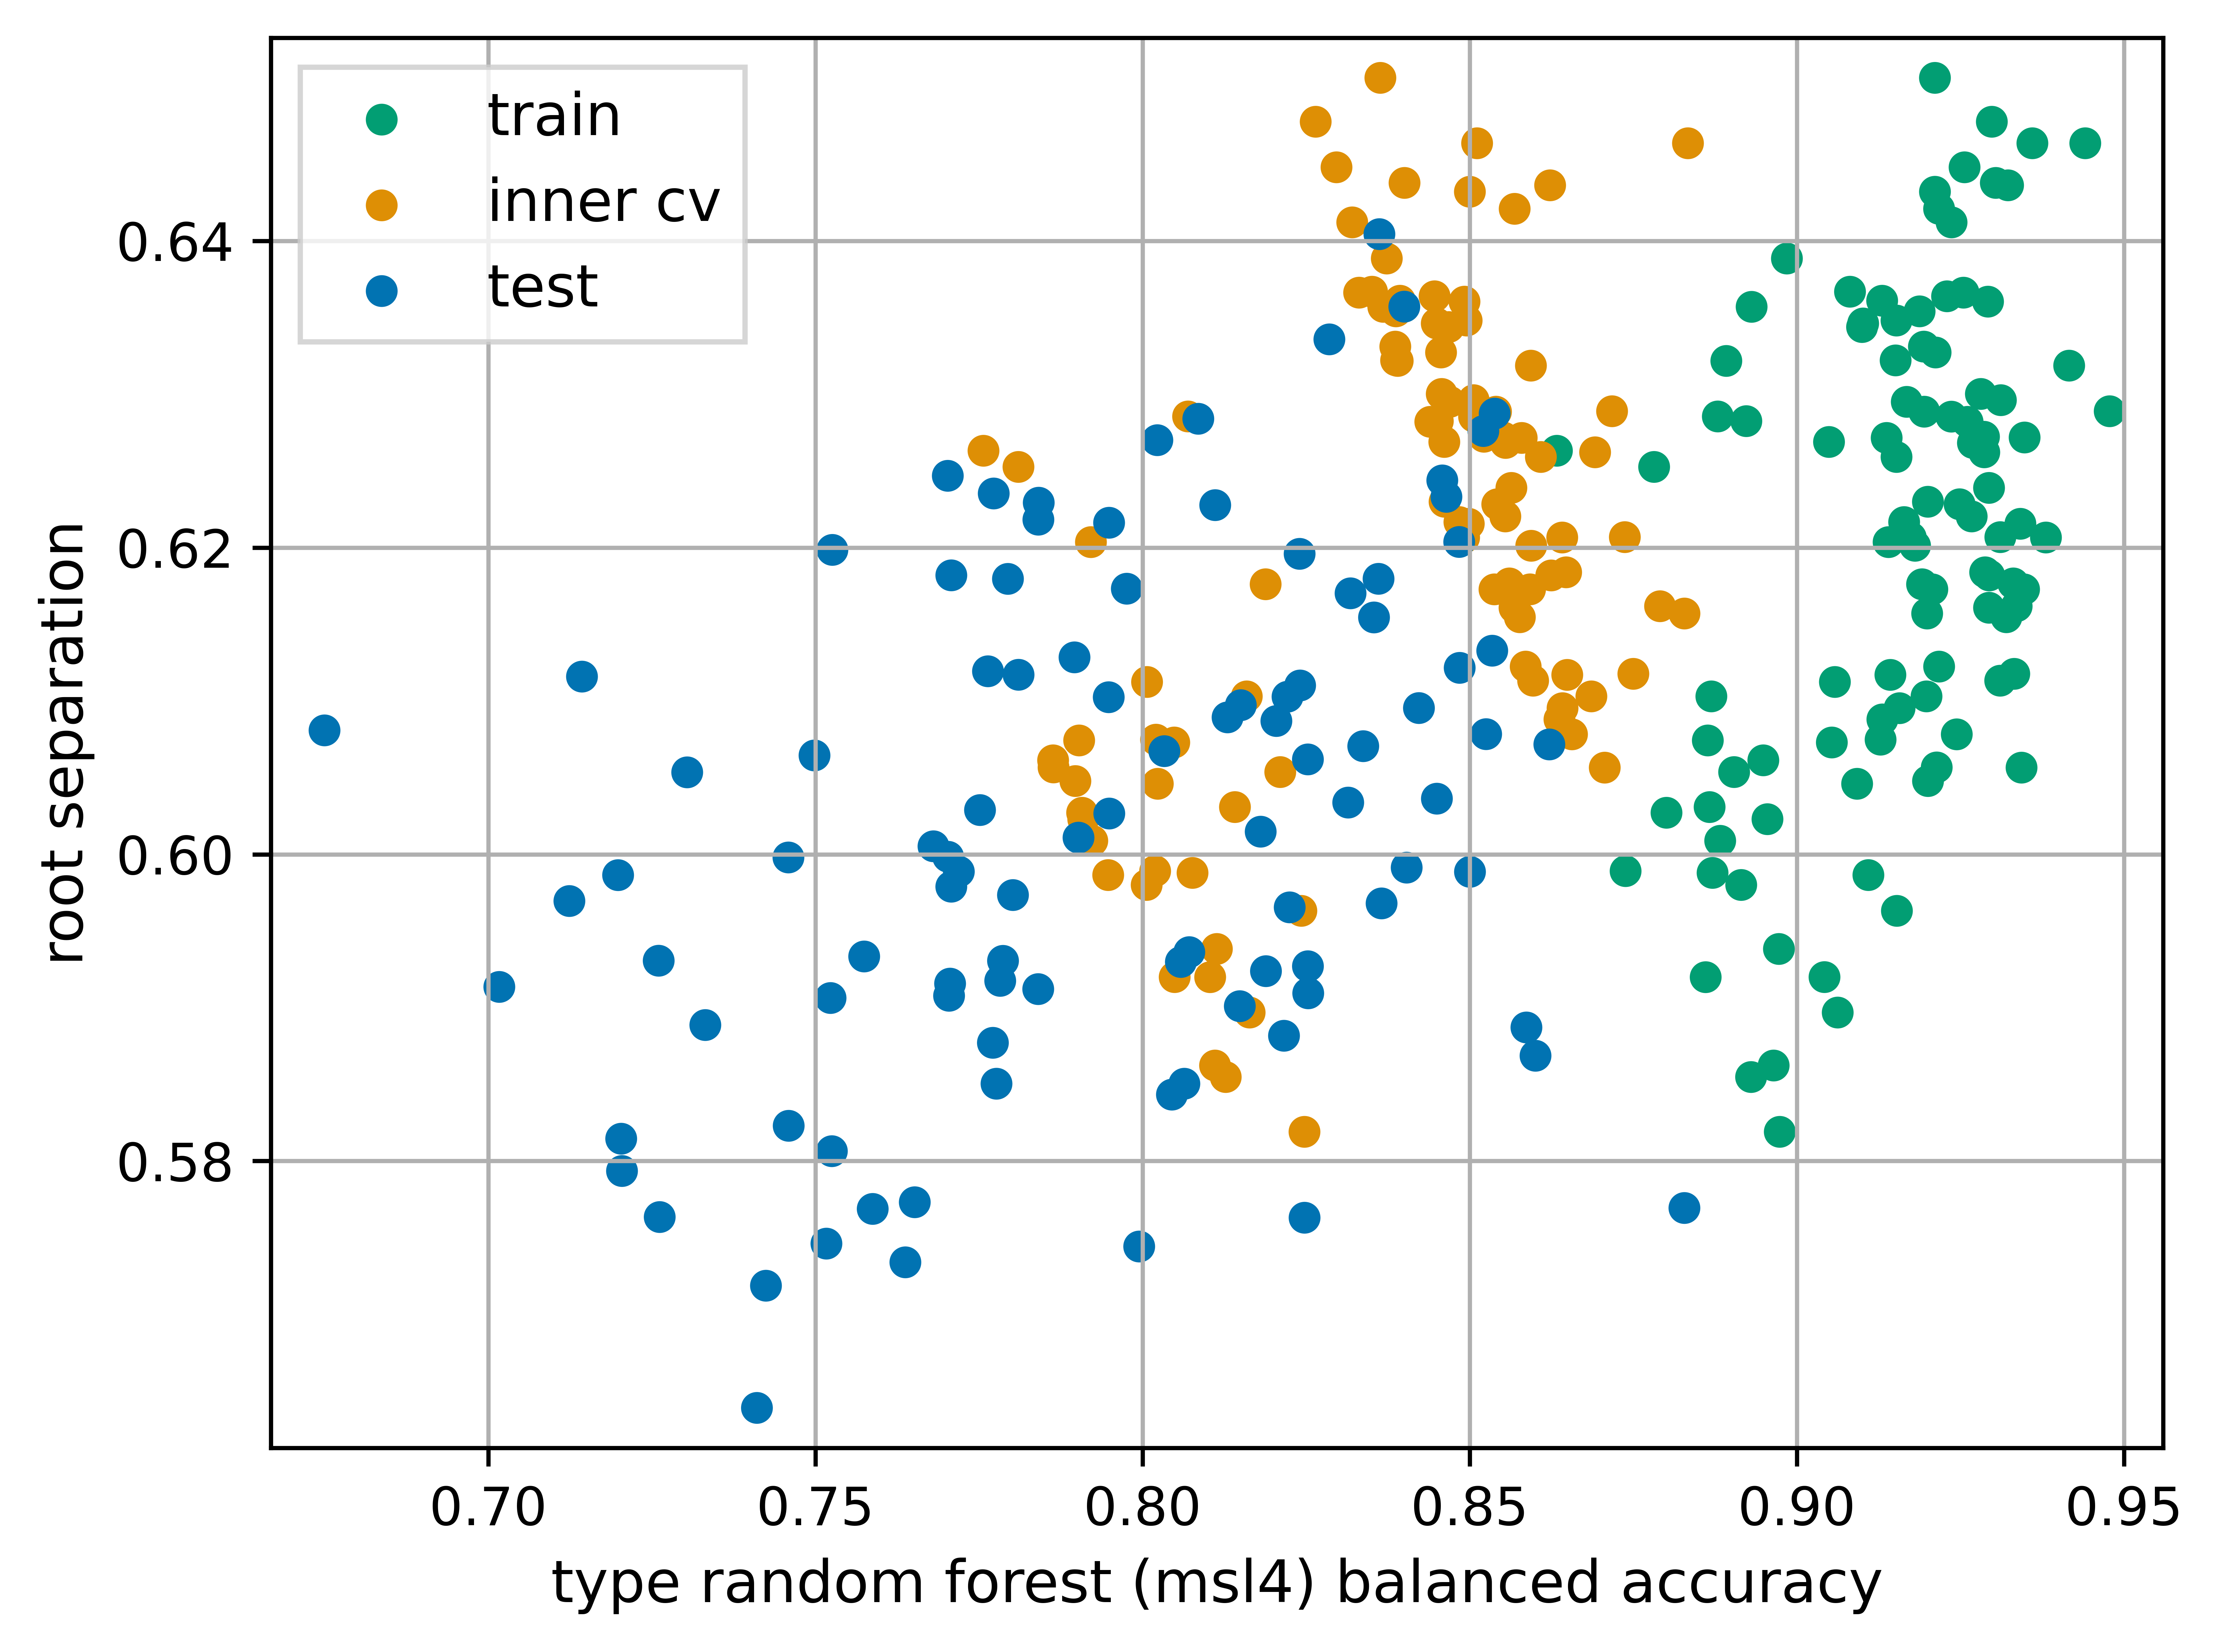 train
inner cv
test
root separation
0.64
0.62
0.60
0.58
0.70 0.75 0.80 0.85 0.90 0.95
type random forest (msl4) balanced accuracy